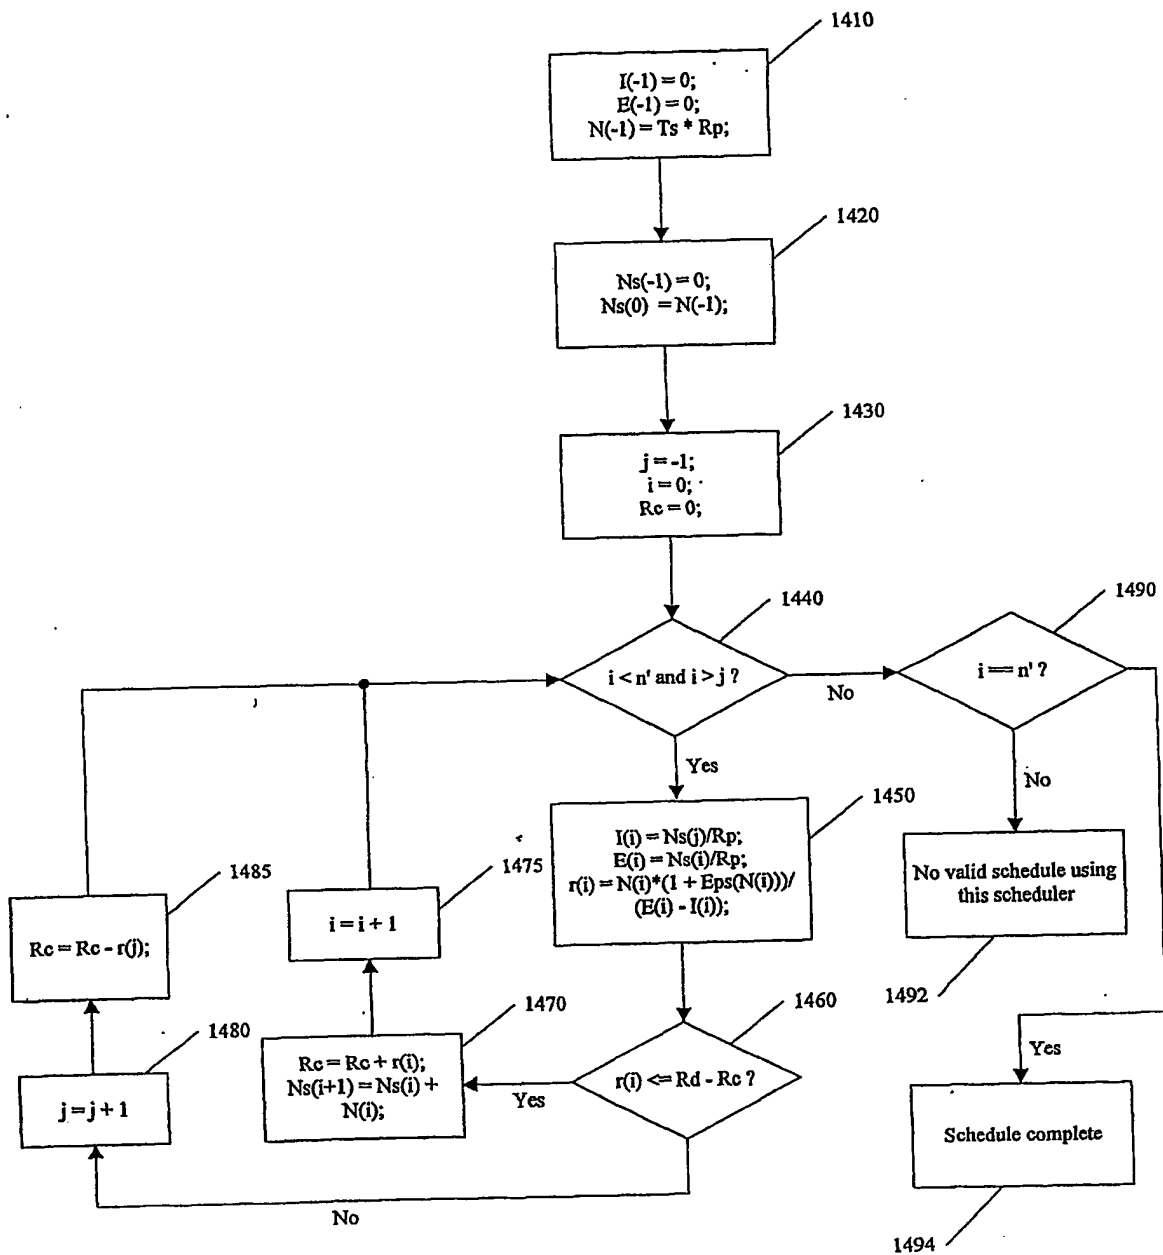 1410
I(-1) = 0;
E(-1) = 0;
N(-1) = Ts * Rp;
1420
Ns(-1) = 0;
Ns(0) = N(-1);
1430
j = -1;
i = 0;
Rc = 0;
1440
i < n' and i > j ?
No
Yes
1490
i == n' ?
No
1450
I(i) = Ns(j)/Rp;
E(i) = Ns(i)/Rp;
r(i) = N(i)*(1 + Eps(N(i)))/
(E(i) - I(i));
No valid schedule using
this scheduler
1492
1485
Rc = Rc - r(j);
1475
i = i + 1
1460
r(i) <= Rd - Rc ?
Yes
No
1470
Rc = Rc + r(i);
Ns(i+1) = Ns(i) +
N(i);
1480
j = j + 1
Yes
Schedule complete
1494